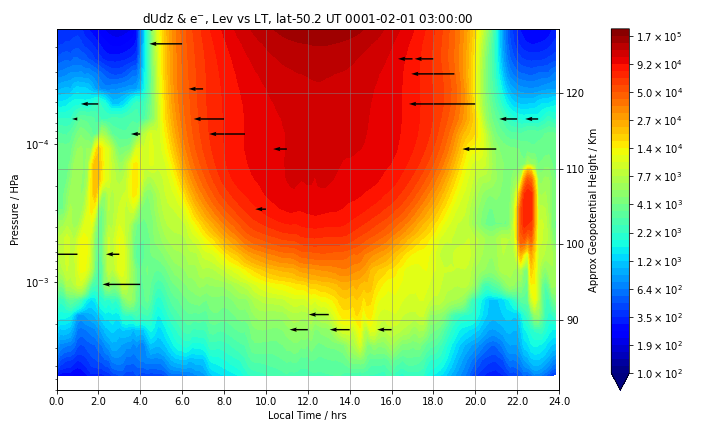 dUdz & e⁻, Lev vs LT, lat-50.2 UT 0001-02-01 03:00:00
Pressure / HPa
10⁻⁴
10⁻³
0.0 2.0 4.0 6.0 8.0 10.0 12.0 14.0 16.0 18.0 20.0 22.0 24.0
Local Time / hrs
120
110
100
90
Approx Geopotential Height / Km
1.7 × 10⁵
9.2 × 10⁴
5.0 × 10⁴
2.7 × 10⁴
1.4 × 10⁴
7.7 × 10³
4.1 × 10³
2.2 × 10³
1.2 × 10³
6.4 × 10²
3.5 × 10²
1.9 × 10²
1.0 × 10²